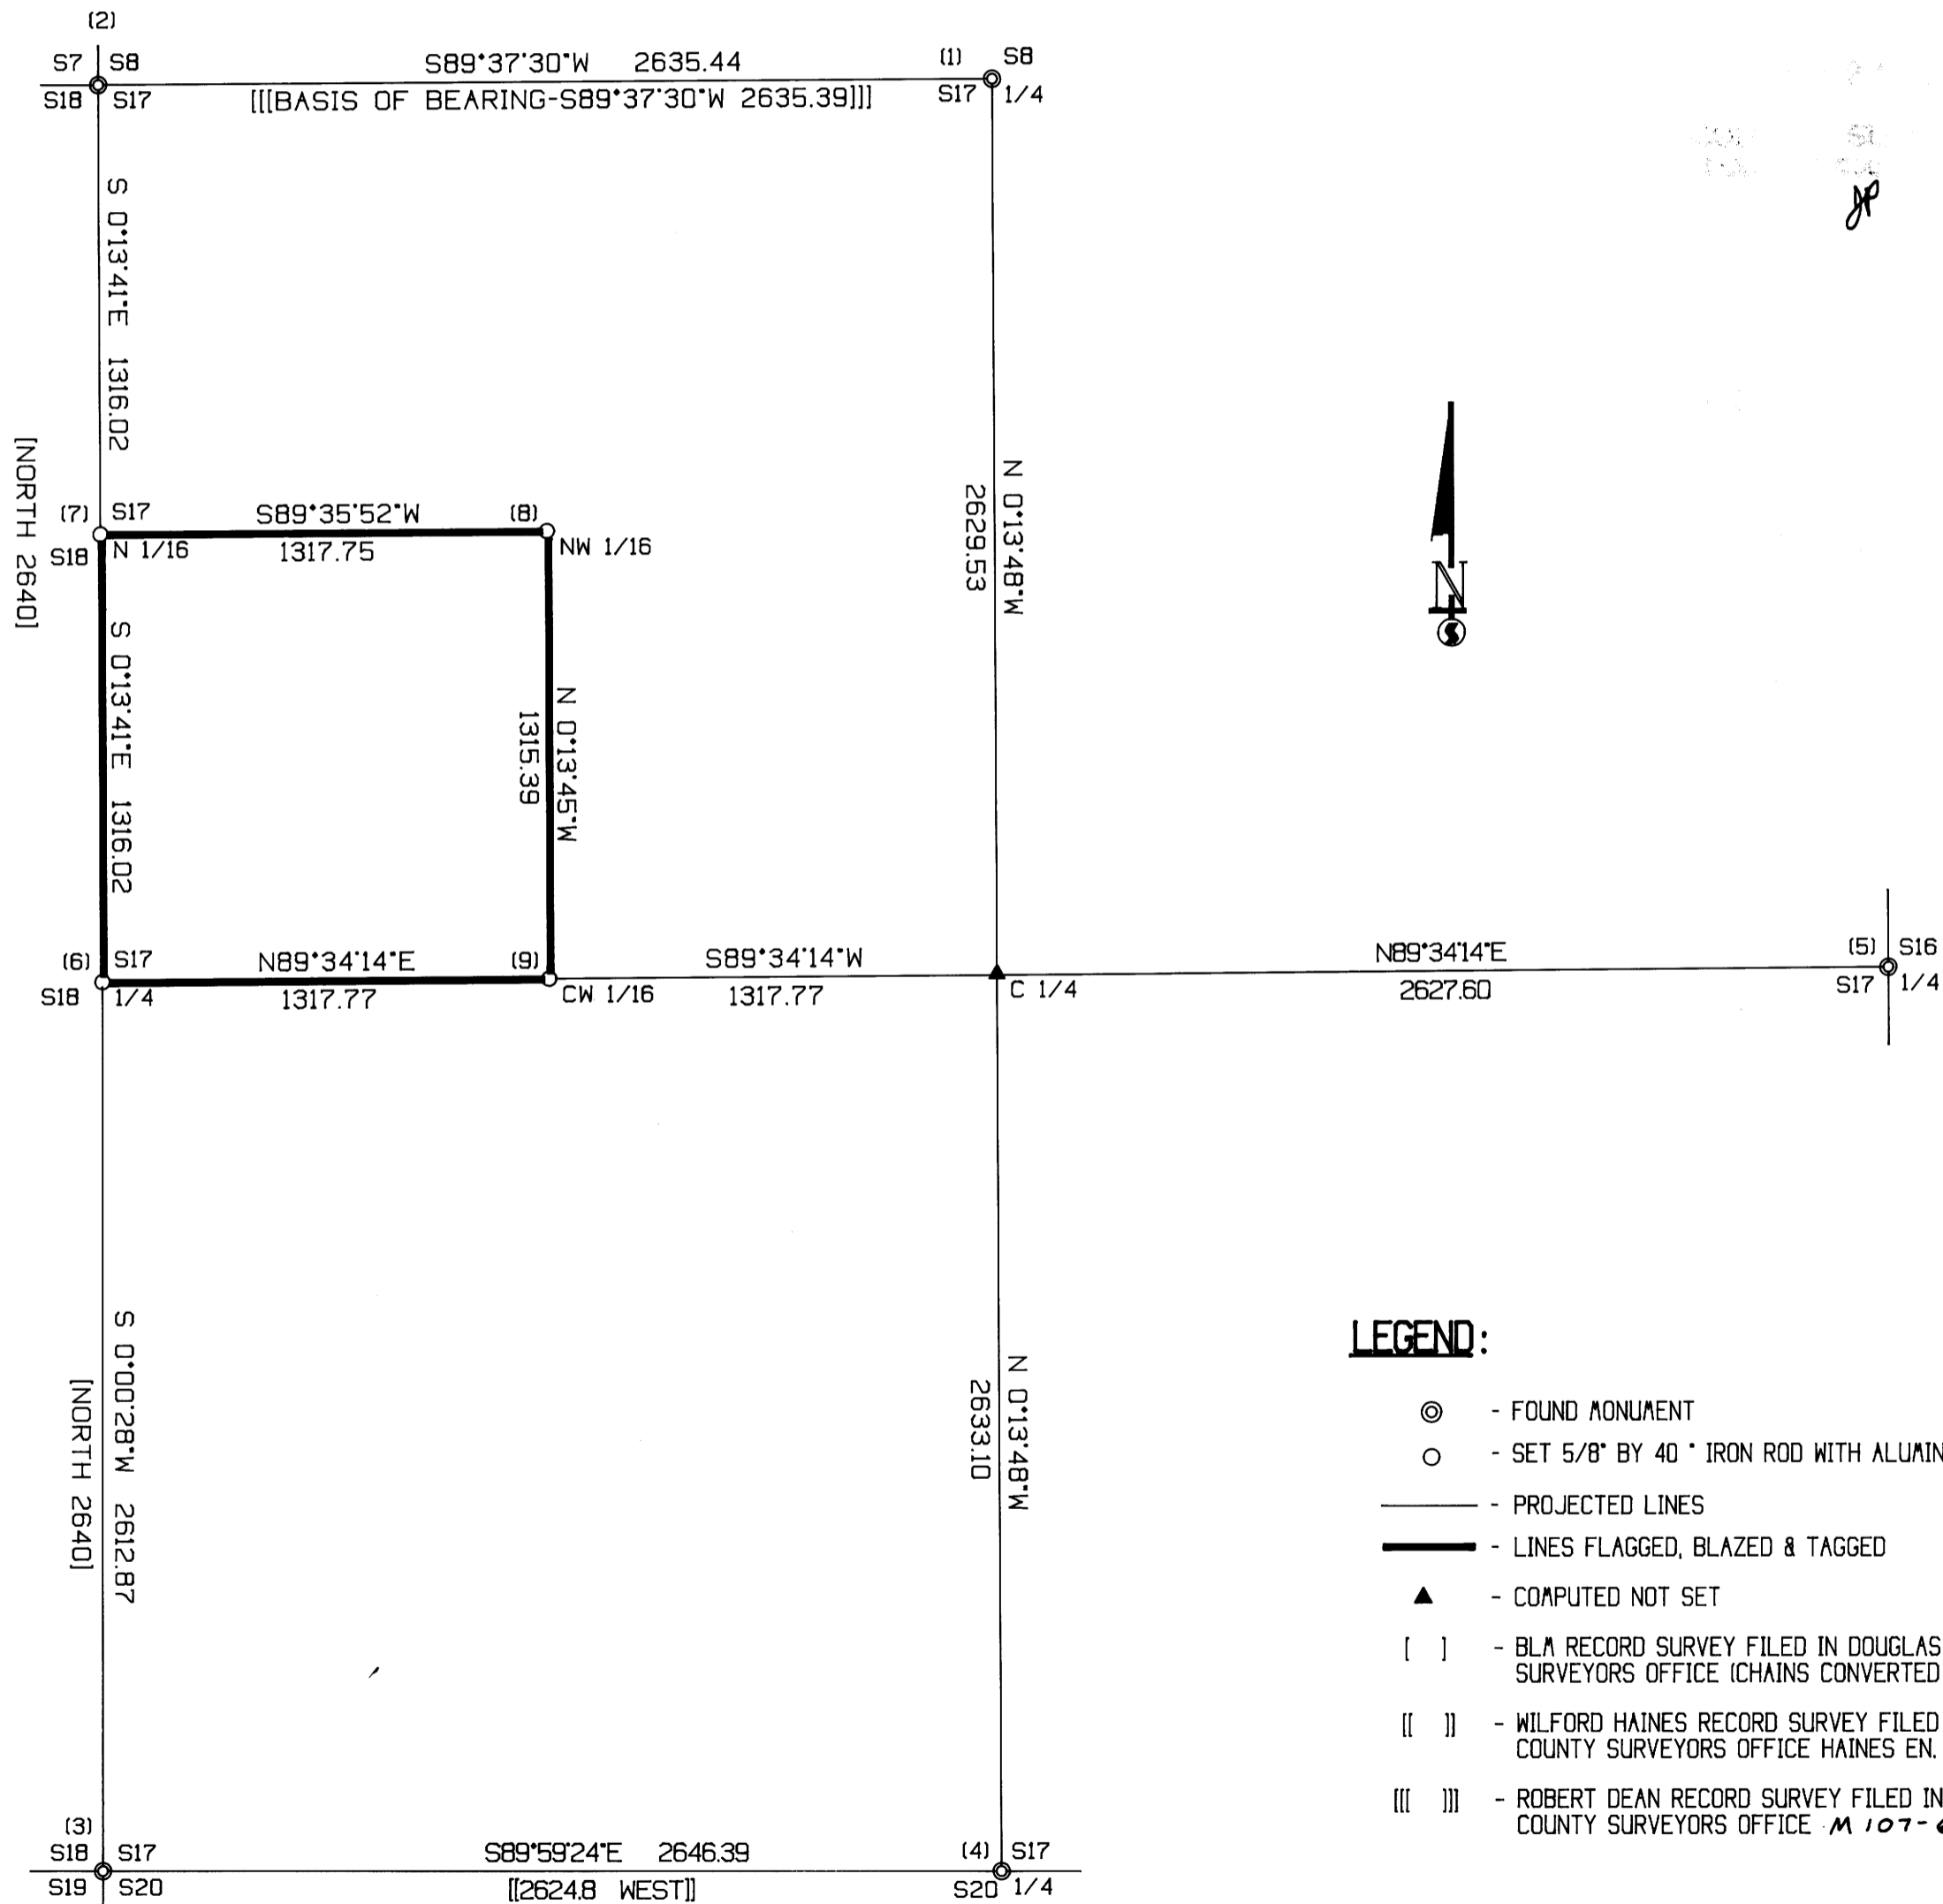 (2)
S7 S8 S89°37'30"W 2635.44 (1) S8
S18 S17 [[[BASIS OF BEARING-S89°37'30"W 2635.39]]] S17 1/4
S 0°13'41"E 1316.02
[NORTH 2640]
N 0°13'48"W
2629.53
JP
N
S
(7) S17 S89°35'52"W (8)
S18 N 1/16 1317.75 NW 1/16
S 0°13'41"E 1316.02
N 0°13'45"W
1315.39
(6) S17 N89°34'14"E (9) S89°34'14"W N89°34'14"E (5) S16
S18 1/4 1317.77 CW 1/16 1317.77 C 1/4 2627.60 S17 1/4
S 0°00'28"W 2612.87
[NORTH 2640]
N 0°13'48"W
2633.10
LEGEND:
- FOUND MONUMENT
- SET 5/8" BY 40 " IRON ROD WITH ALUMIN
- PROJECTED LINES
- LINES FLAGGED, BLAZED & TAGGED
- COMPUTED NOT SET
[ ] - BLM RECORD SURVEY FILED IN DOUGLAS
SURVEYORS OFFICE (CHAINS CONVERTED
[[ ]] - WILFORD HAINES RECORD SURVEY FILED
COUNTY SURVEYORS OFFICE HAINES EN.
[[[ ]]] - ROBERT DEAN RECORD SURVEY FILED IN
COUNTY SURVEYORS OFFICE M 107-6
(3)
S18 S17 S89°59'24"E 2646.39 (4) S17
S19 S20 [[2624.8 WEST]] S20 1/4